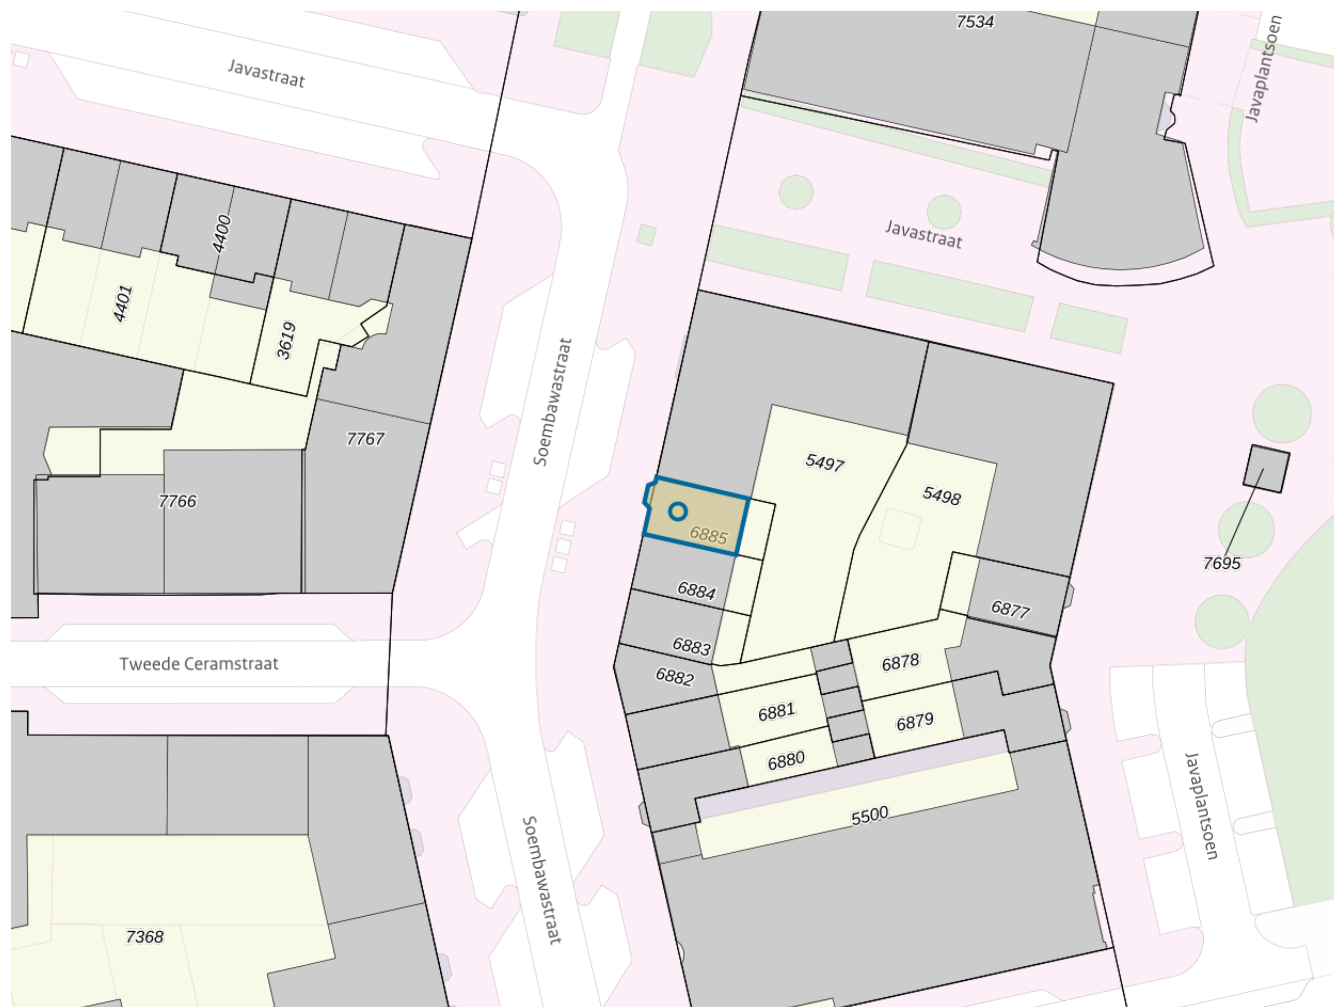 7534
Javaplantsoen
Javastraat
4400
Javastraat
4401
3619
Soembawastraat
7767
5497
5498
7766
6885
7695
6884
6877
6883
Tweede Ceramstraat
6882
6878
6881
6879
6880
Javaplantsoen
5500
Soembawastraat
7368